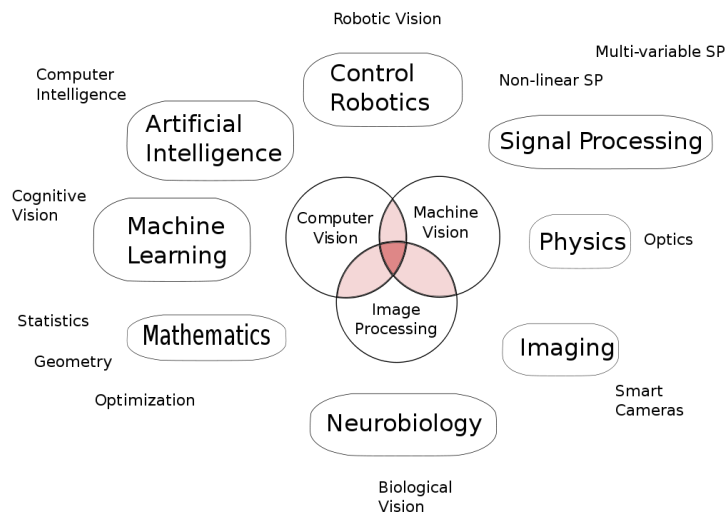 Robotic Vision
Multi-variable SP
Computer
Intelligence
Non-linear SP
Control
Robotics
Artificial
Intelligence
Signal Processing
Cognitive
Vision
Machine
Learning
Computer
Vision
Machine
Vision
Physics
Optics
Image
Processing
Statistics
Mathematics
Geometry
Imaging
Optimization
Smart
Cameras
Neurobiology
Biological
Vision